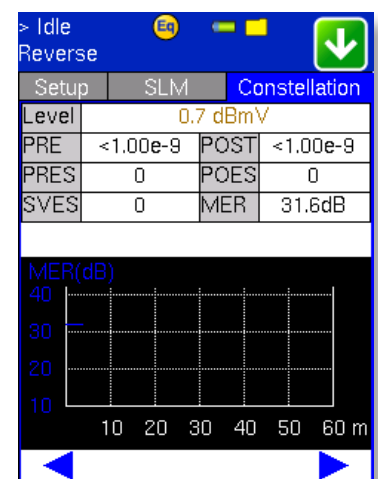 > Idle Eq
Reverse
Setup SLM Constellation
Level 0.7 dBmV
PRE <1.00e-9 POST <1.00e-9
PRES 0 POES 0
SVES 0 MER 31.6dB
MER(dB)
40
30
20
10
10 20 30 40 50 60 m